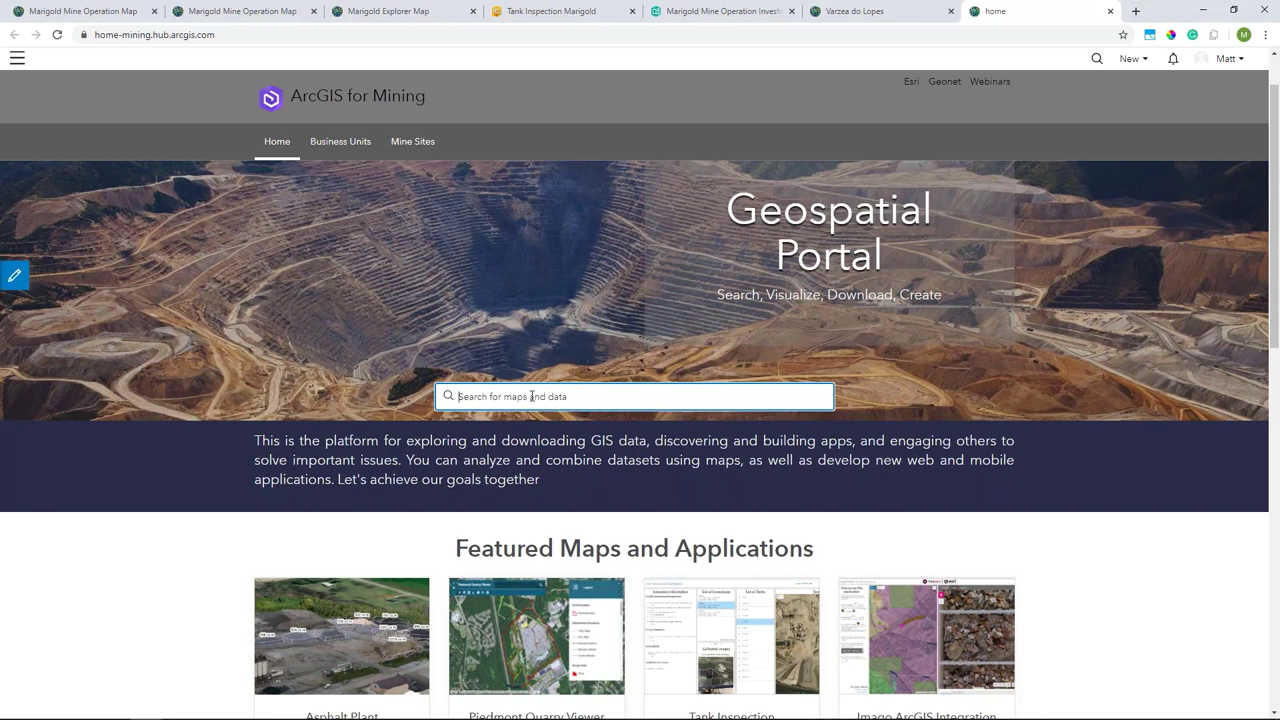 Marigold Mine Operation Map
Marigold Mine Operation Map
Marigold Explorer Map
Tank Inspection Marigold
Marigold Mine Operation Investo
Varzea do Lopes
home
home-mining.hub.arcgis.com
M
New
Matt
Esri Geonet Webinars
ArcGIS for Mining
Home Business Units Mine Sites
Geospatial
Portal
Search, Visualize, Download, Create
Search for maps and data
This is the platform for exploring and downloading GIS data, discovering and building apps, and engaging others to
solve important issues. You can analyze and combine datasets using maps, as well as develop new web and mobile
applications. Let's achieve our goals together
Featured Maps and Applications
Piedmont Quarry Viewer
Asphalt Plant
Piedmont Quarry Viewer
Tank Inspection
Imago ArcGIS Integration